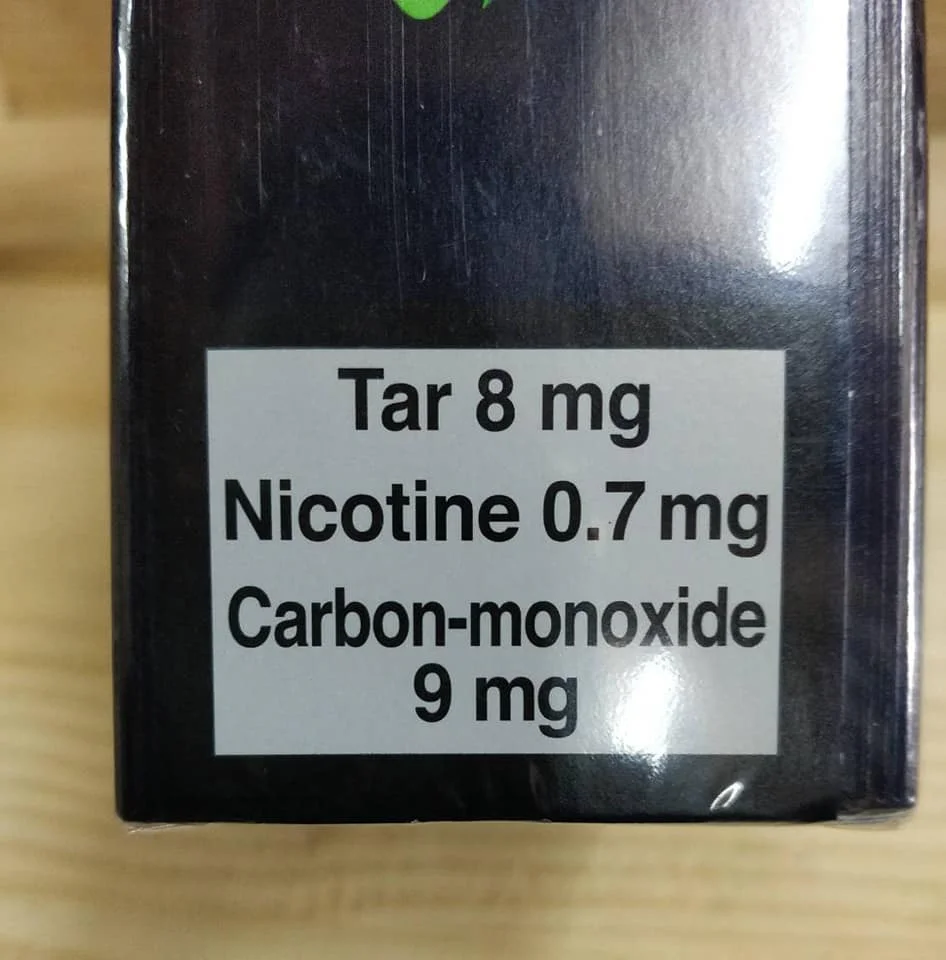 Tar 8 mg
Nicotine 0.7 mg
Carbon-monoxide
9 mg